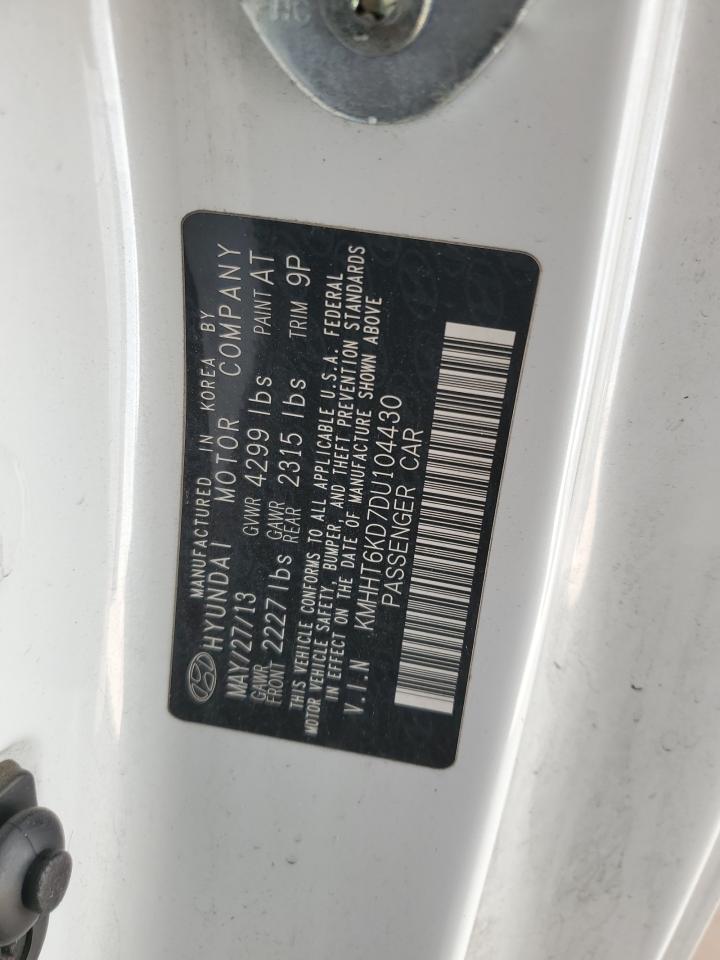 MANUFACTURED IN KOREA BY
HYUNDAI MOTOR COMPANY
MAY/27/13 GVWR 4299 lbs PAINT AT
GAWR FRONT 2227 lbs GAWR REAR 2315 lbs TRIM 9P
THIS VEHICLE CONFORMS TO ALL APPLICABLE U.S.A. FEDERAL
MOTOR VEHICLE SAFETY, BUMPER, AND THEFT PREVENTION STANDARDS
IN EFFECT ON THE DATE OF MANUFACTURE SHOWN ABOVE
V.I.N KMHHT6KD7DU104430
PASSENGER CAR